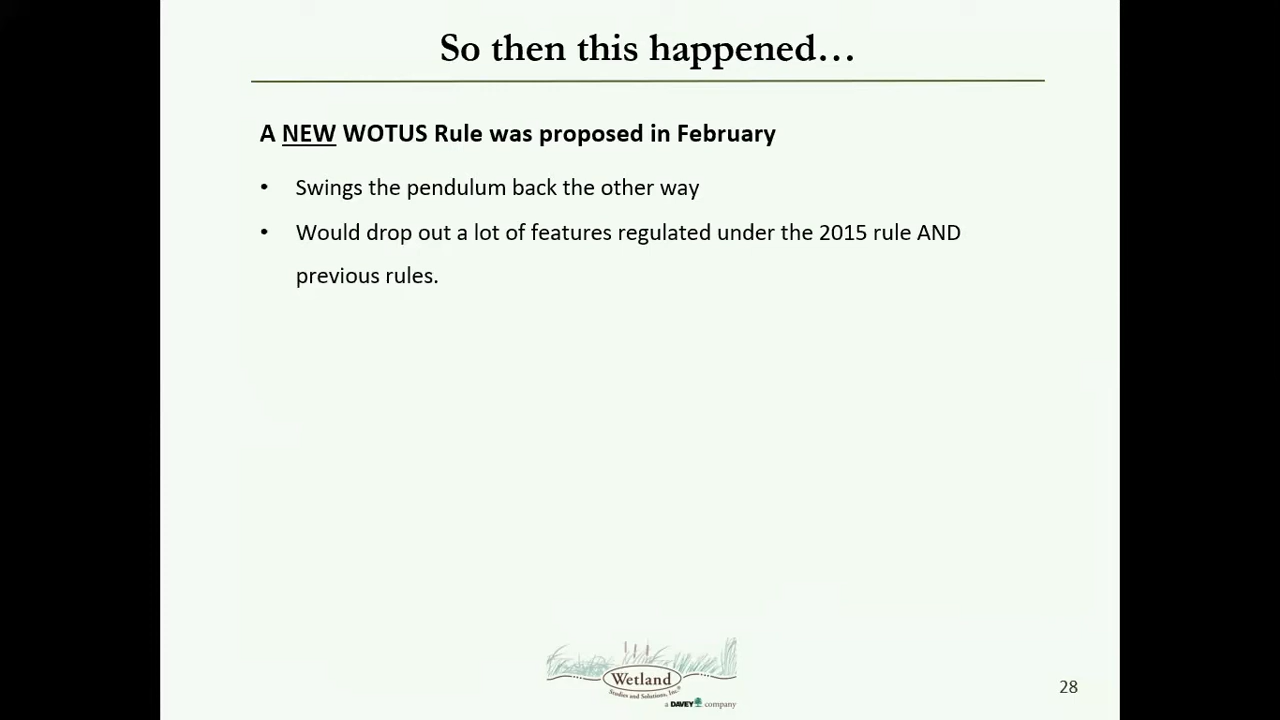 So then this happened…
A NEW WOTUS Rule was proposed in February
• Swings the pendulum back the other way
• Would drop out a lot of features regulated under the 2015 rule AND
previous rules.
Wetland
Studies and Solutions, Inc.®
a DAVEY company
28